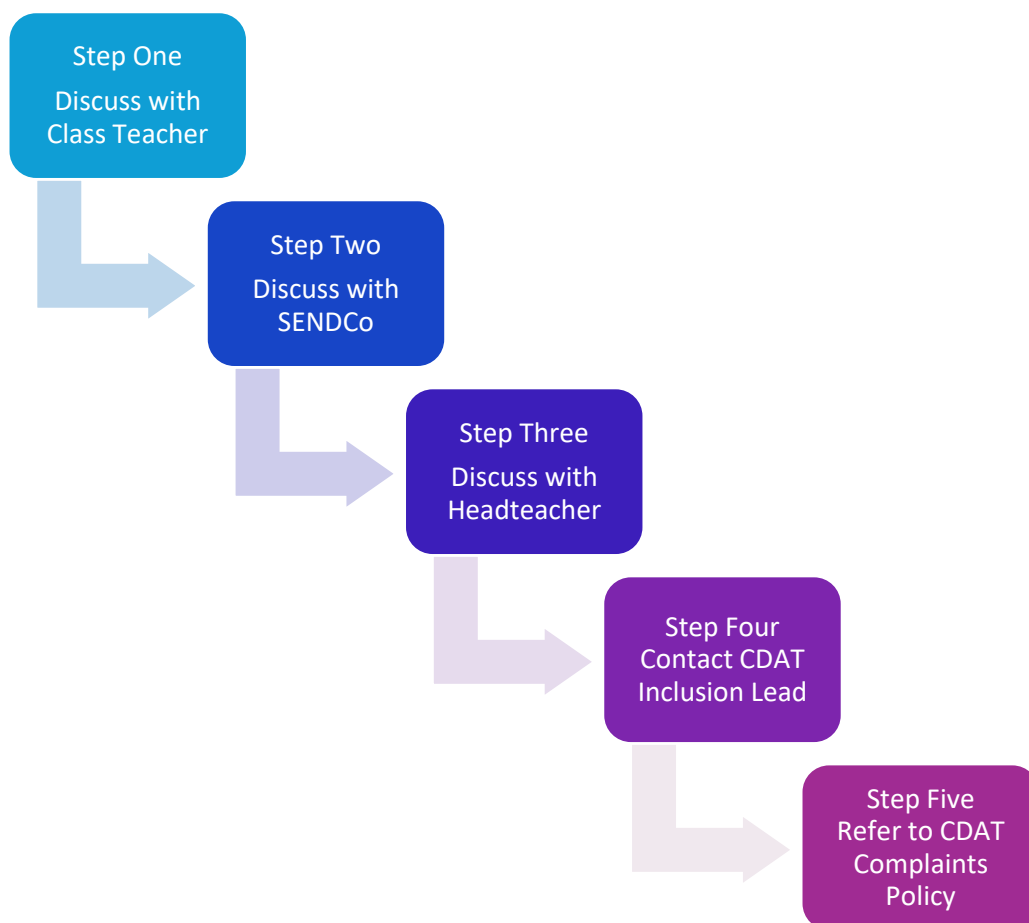 Step One
Discuss with
Class Teacher
Step Two
Discuss with
SENDCo
Step Three
Discuss with
Headteacher
Step Four
Contact CDAT
Inclusion Lead
Step Five
Refer to CDAT
Complaints
Policy